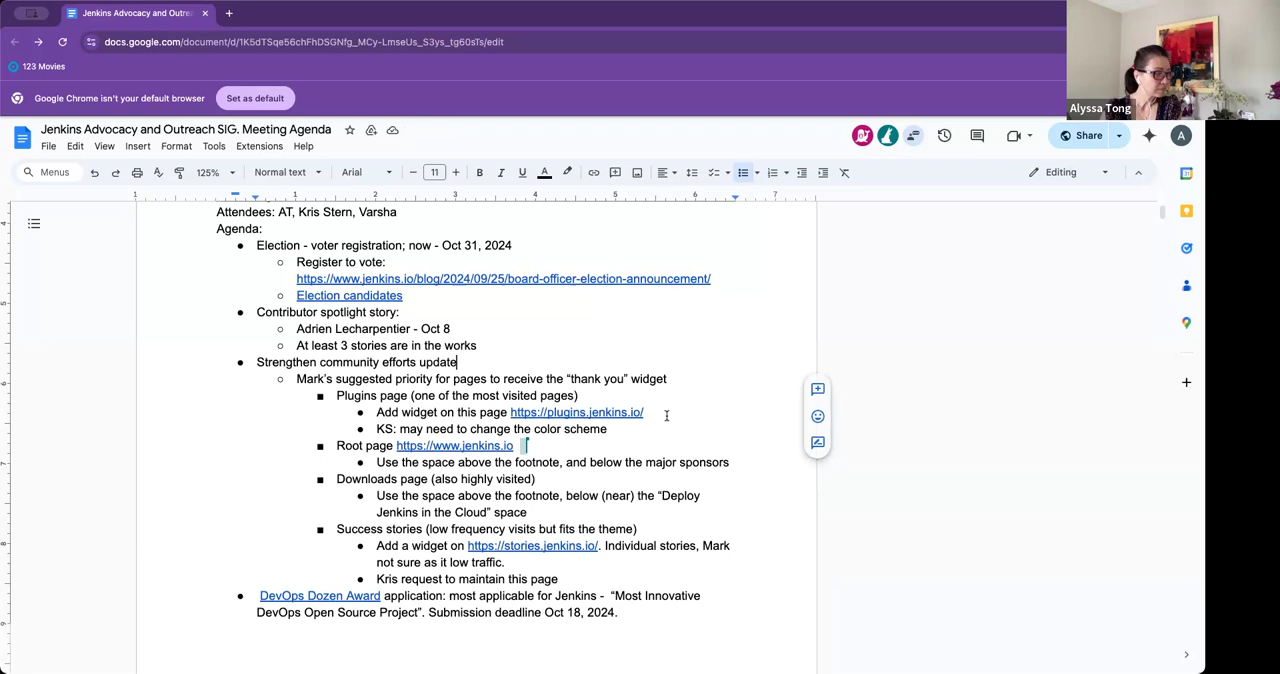 Jenkins Advocacy and Outrea
docs.google.com/document/d/1K5dTSqe56chFhDSGNfg_MCy-LmseUs_S3ys_tg60sTs/edit
123 Movies
Google Chrome isn't your default browser
Set as default
Alyssa Tong
Jenkins Advocacy and Outreach SIG. Meeting Agenda
File Edit View Insert Format Tools Extensions Help
Share
A
Menus 125% Normal text Arial 11 Editing
1 1 2 3 4 5 6 7
Attendees: AT, Kris Stern, Varsha
Agenda:
● Election - voter registration; now - Oct 31, 2024
○ Register to vote:
https://www.jenkins.io/blog/2024/09/25/board-officer-election-announcement/
○ Election candidates
● Contributor spotlight story:
○ Adrien Lecharpentier - Oct 8
○ At least 3 stories are in the works
● Strengthen community efforts update
○ Mark's suggested priority for pages to receive the “thank you” widget
■ Plugins page (one of the most visited pages)
● Add widget on this page https://plugins.jenkins.io/
● KS: may need to change the color scheme
■ Root page https://www.jenkins.io
● Use the space above the footnote, and below the major sponsors
■ Downloads page (also highly visited)
● Use the space above the footnote, below (near) the “Deploy
Jenkins in the Cloud” space
■ Success stories (low frequency visits but fits the theme)
● Add a widget on https://stories.jenkins.io/. Individual stories, Mark
not sure as it low traffic.
● Kris request to maintain this page
● DevOps Dozen Award application: most applicable for Jenkins - “Most Innovative
DevOps Open Source Project”. Submission deadline Oct 18, 2024.